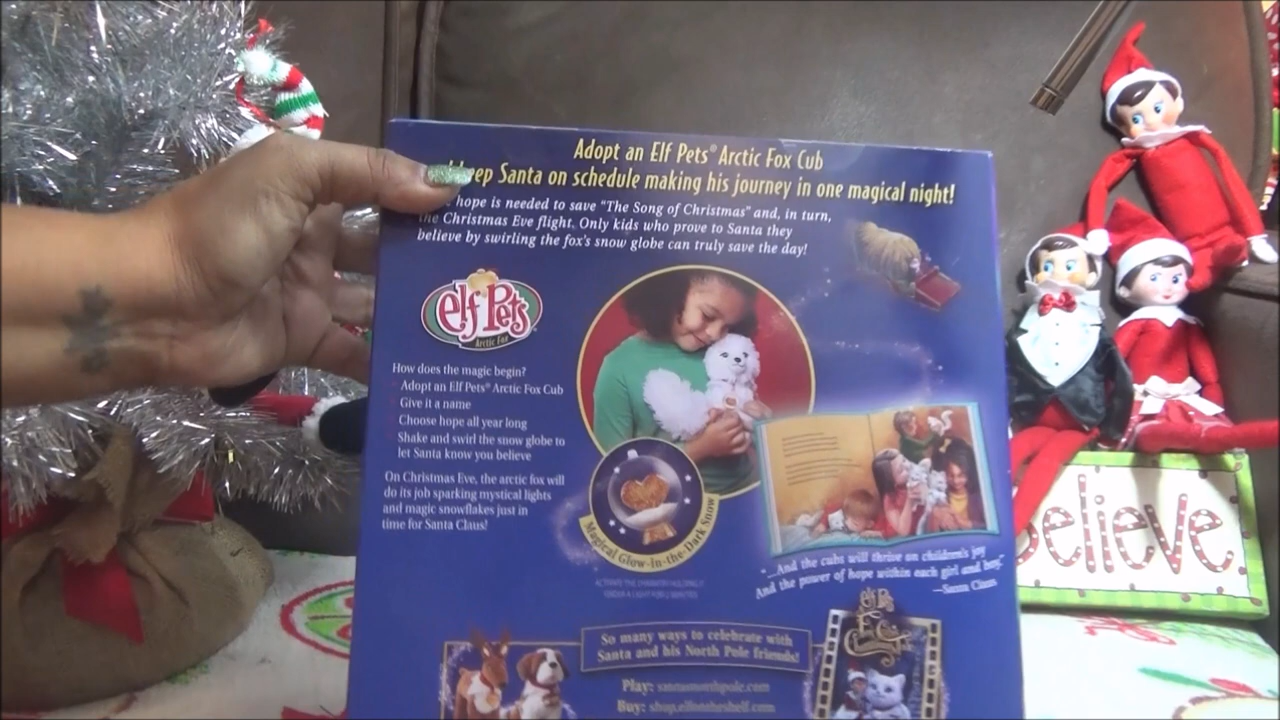 Adopt an Elf Pets® Arctic Fox Cub
eep Santa on schedule making his journey in one magical night!
hope is needed to save "The Song of Christmas" and, in turn,
the Christmas Eve flight. Only kids who prove to Santa they
believe by swirling the fox's snow globe can truly save the day!
elf Pets®
Arctic Fox
How does the magic begin?
Adopt an Elf Pets® Arctic Fox Cub
Give it a name
Choose hope all year long
Shake and swirl the snow globe to
let Santa know you believe
On Christmas Eve, the arctic fox will
do its job sparking mystical lights
and magic snowflakes just in
time for Santa Claus!
Magical Glow-in-the-Dark Snow
"...And the cubs will thrive on children's joy
And the power of hope within each girl and boy."
—Santa Claus
So many ways to celebrate with
Santa and his North Pole friends!
Play: santasnorthpole.com
Buy: shop.elfontheshelf.com
elf Pets
believe